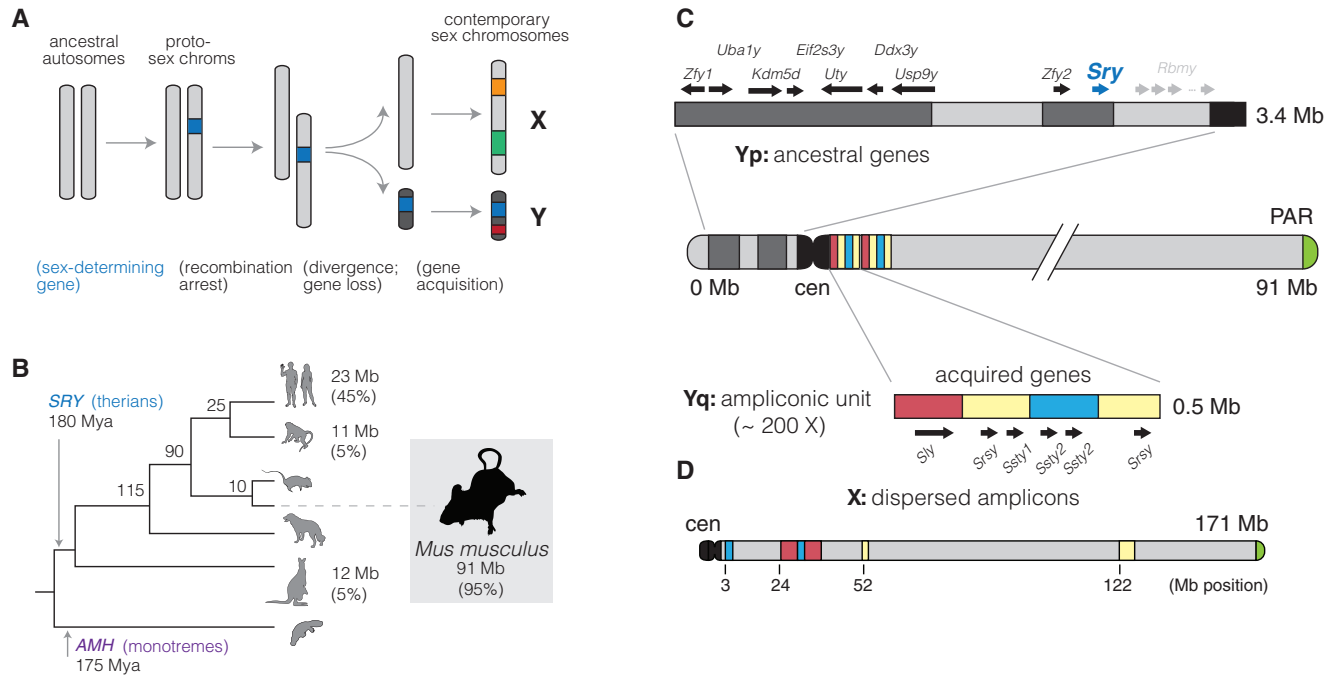 A
ancestral
autosomes
proto-
sex chroms
contemporary
sex chromosomes
X
Y
(sex-determining
gene)
(recombination
arrest)
(divergence;
gene loss)
(gene
acquisition)
B
SRY (therians)
180 Mya
25
90
115
10
23 Mb
(45%)
11 Mb
(5%)
12 Mb
(5%)
Mus musculus
91 Mb
(95%)
AMH (monotremes)
175 Mya
C
Uba1y Eif2s3y Ddx3y
Zfy1 Kdm5d Uty Usp9y Zfy2 Sry Rbmy
...
3.4 Mb
Yp: ancestral genes
PAR
0 Mb cen 91 Mb
acquired genes
Yq: ampliconic unit
(~ 200 X)
0.5 Mb
Sly Srsy Ssty1 Ssty2 Ssty2 Srsy
D
X: dispersed amplicons
cen 171 Mb
3 24 52 122 (Mb position)